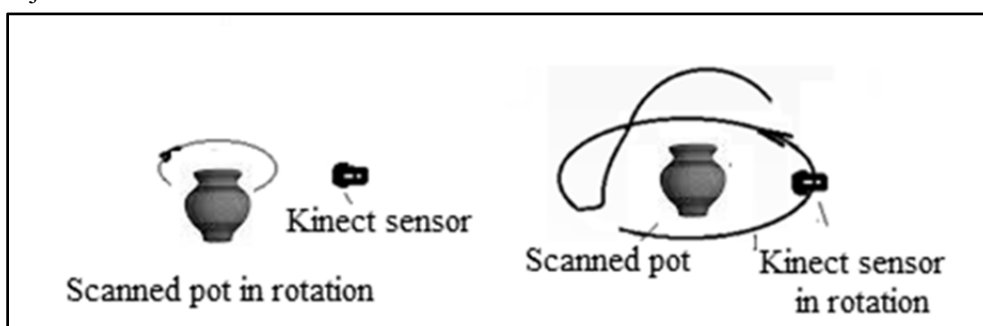 Kinect sensor
Scanned pot in rotation
Scanned pot
Kinect sensor
in rotation